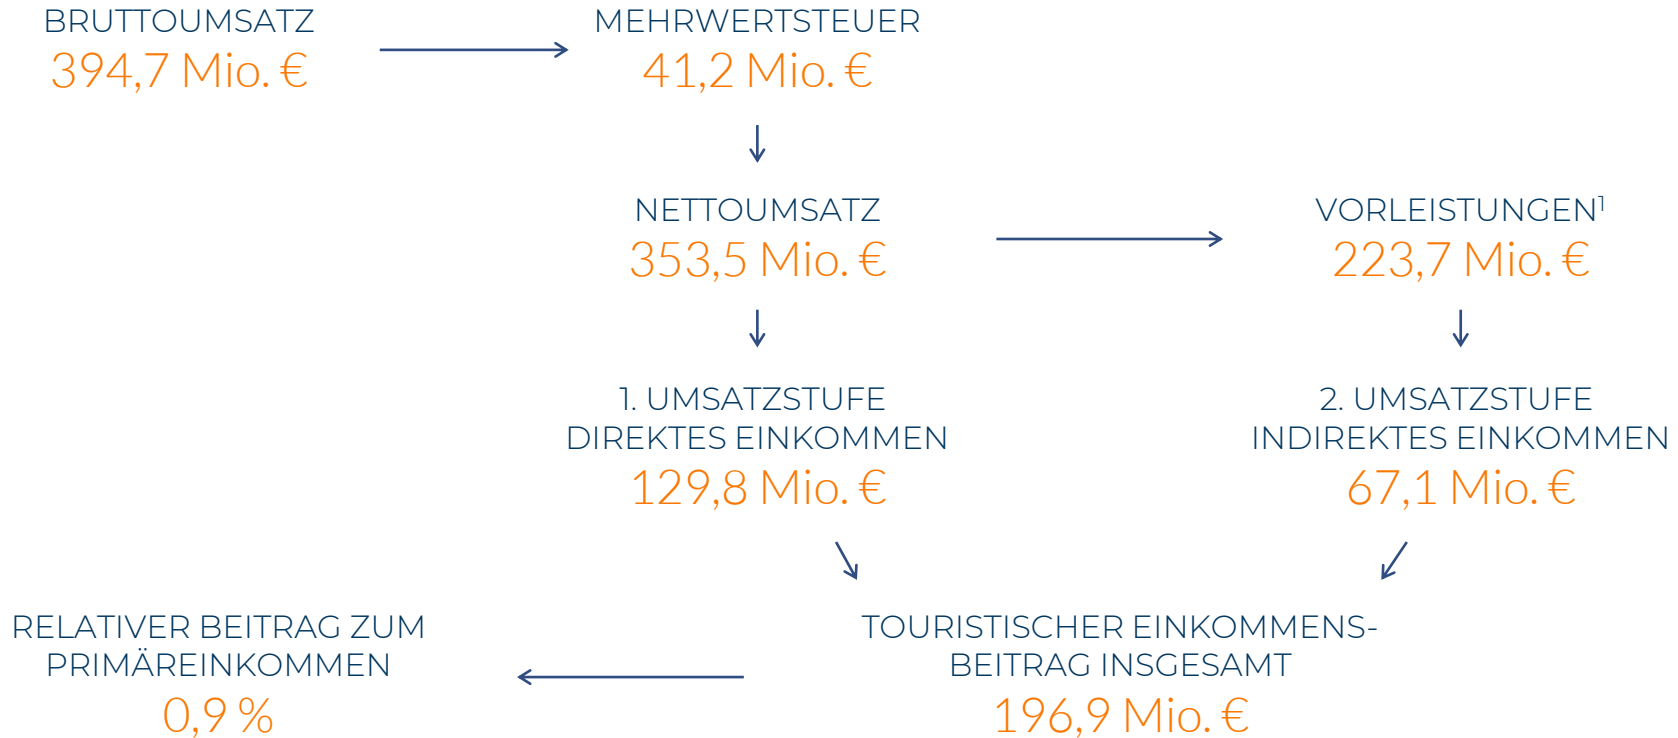 BRUTTOUMSATZ
394,7 Mio. €
MEHRWERTSTEUER
41,2 Mio. €
NETTOUMSATZ
353,5 Mio. €
VORLEISTUNGEN¹
223,7 Mio. €
1. UMSATZSTUFE
DIREKTES EINKOMMEN
129,8 Mio. €
2. UMSATZSTUFE
INDIREKTES EINKOMMEN
67,1 Mio. €
RELATIVER BEITRAG ZUM
PRIMÄREINKOMMEN
0,9 %
TOURISTISCHER EINKOMMENS-
BEITRAG INSGESAMT
196,9 Mio. €